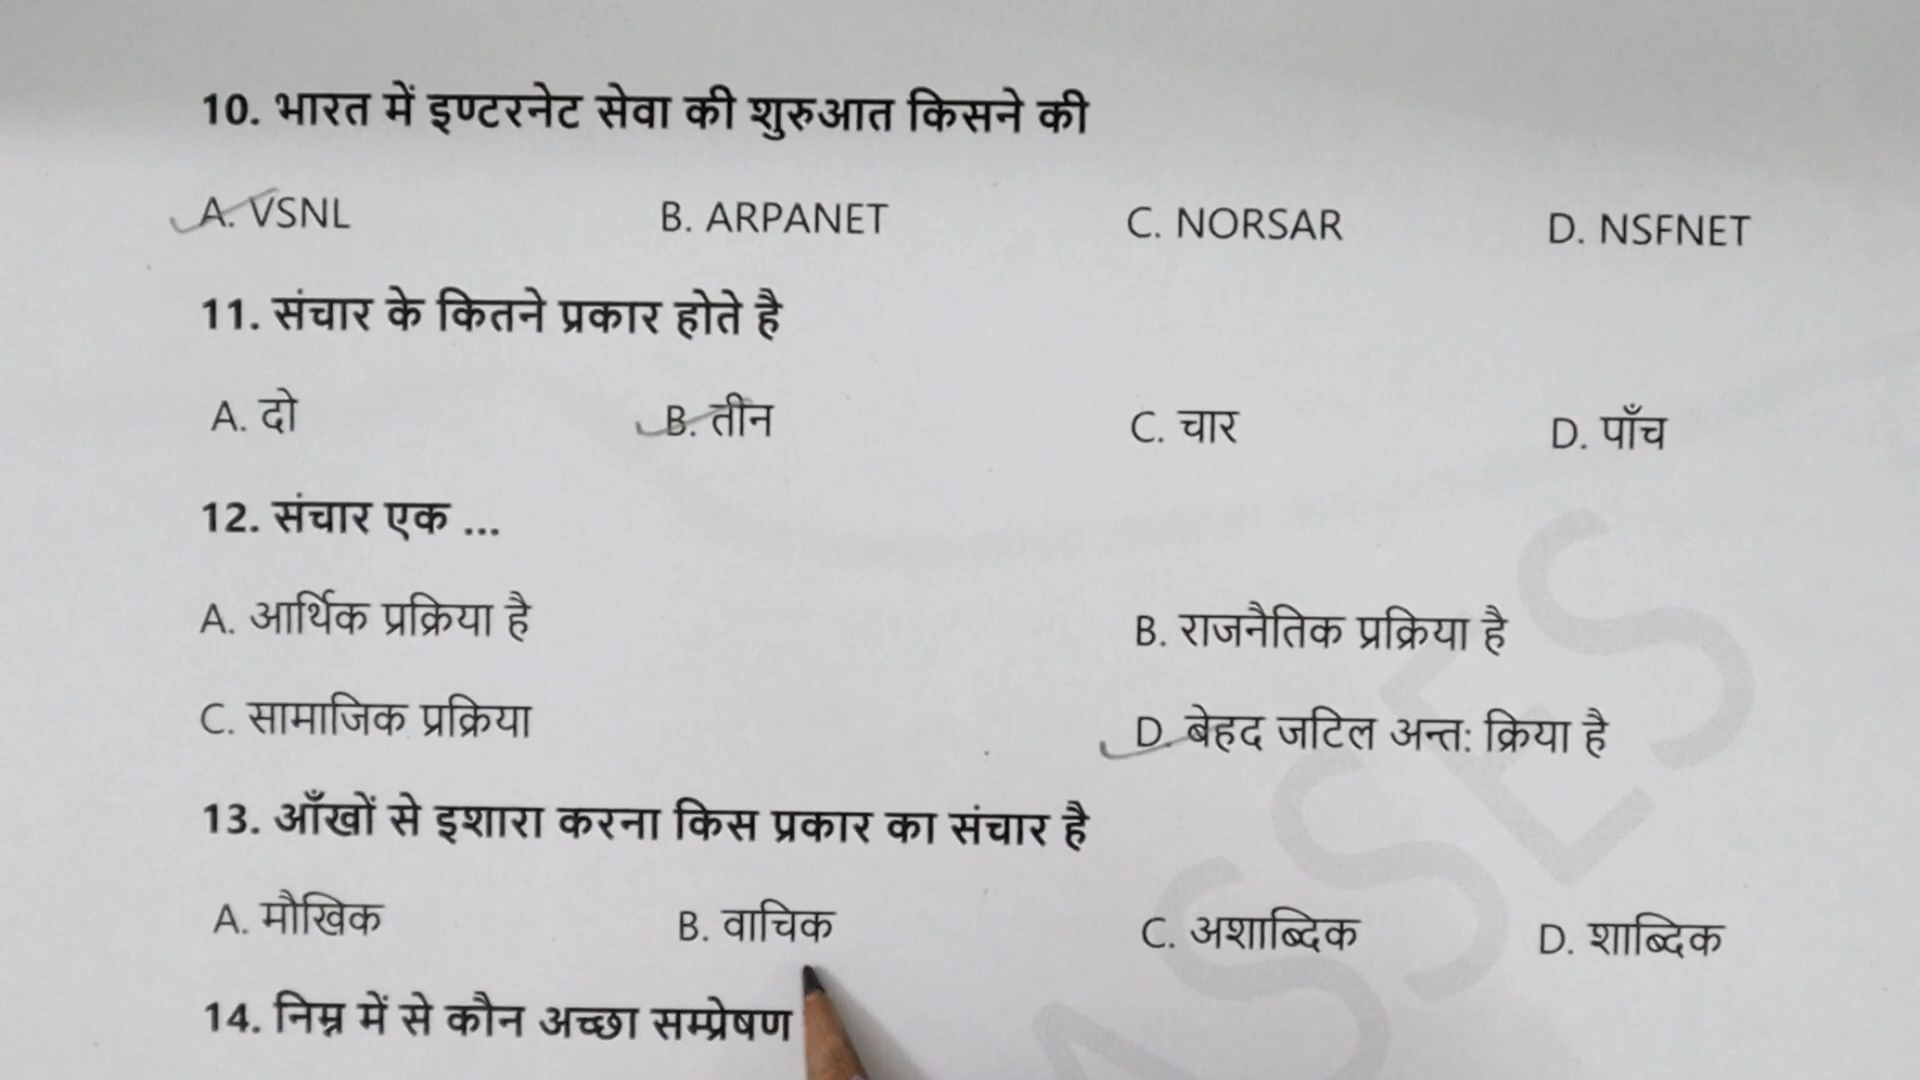 10. भारत में इण्टरनेट सेवा की शुरुआत किसने की
A. VSNL B. ARPANET C. NORSAR D. NSFNET
11. संचार के कितने प्रकार होते है
A. दो B. तीन C. चार D. पाँच
12. संचार एक ...
A. आर्थिक प्रक्रिया है B. राजनैतिक प्रक्रिया है
C. सामाजिक प्रक्रिया D. बेहद जटिल अन्त: क्रिया है
13. आँखों से इशारा करना किस प्रकार का संचार है
A. मौखिक B. वाचिक C. अशाब्दिक D. शाब्दिक
14. निम्न में से कौन अच्छा सम्प्रेषण